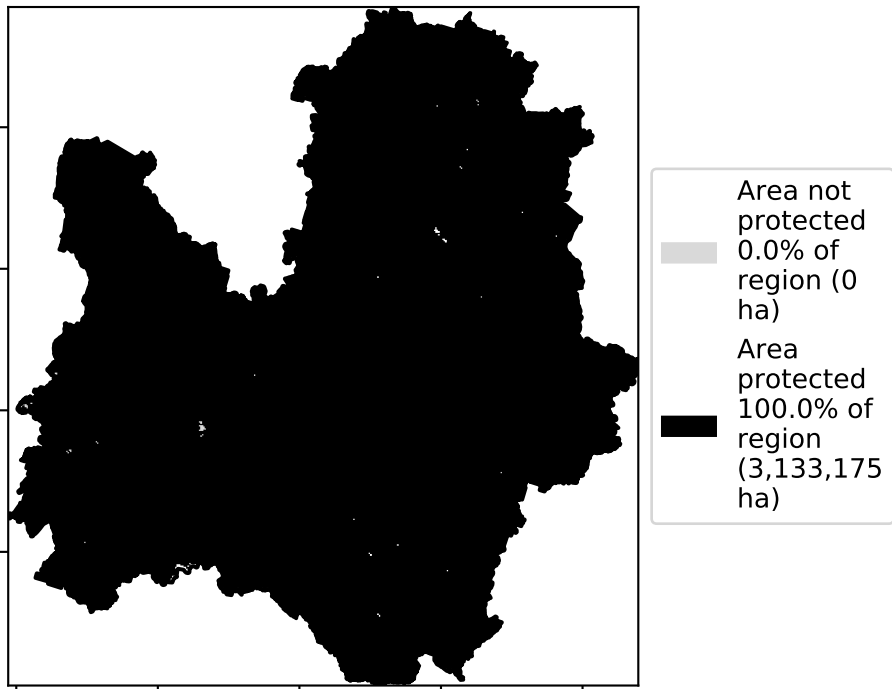 Area not
protected
0.0% of
region (0
ha)
Area
protected
100.0% of
region
(3,133,175
ha)